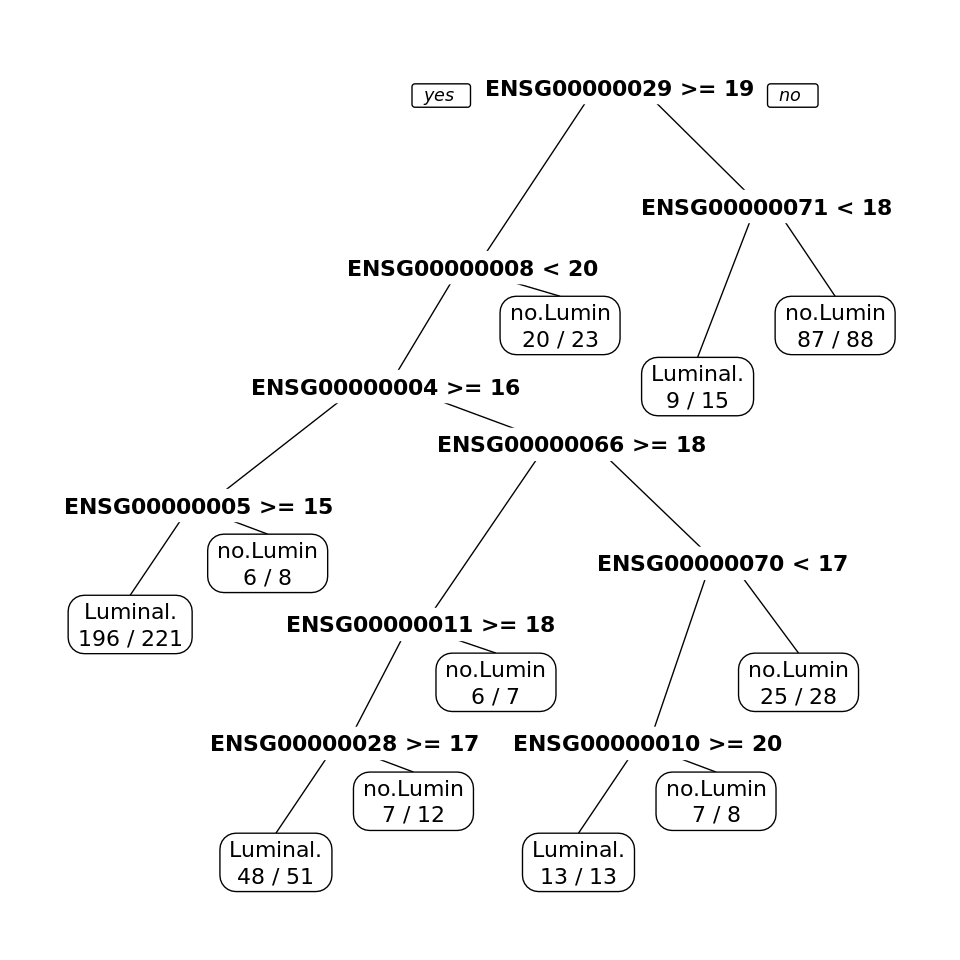 yes
ENSG00000029 >= 19
no
ENSG00000071 < 18
ENSG00000008 < 20
no.Lumin
20 / 23
no.Lumin
87 / 88
Luminal.
9 / 15
ENSG00000004 >= 16
ENSG00000066 >= 18
ENSG00000005 >= 15
no.Lumin
6 / 8
ENSG00000070 < 17
Luminal.
196 / 221
ENSG00000011 >= 18
no.Lumin
6 / 7
no.Lumin
25 / 28
ENSG00000028 >= 17
ENSG00000010 >= 20
no.Lumin
7 / 12
no.Lumin
7 / 8
Luminal.
48 / 51
Luminal.
13 / 13